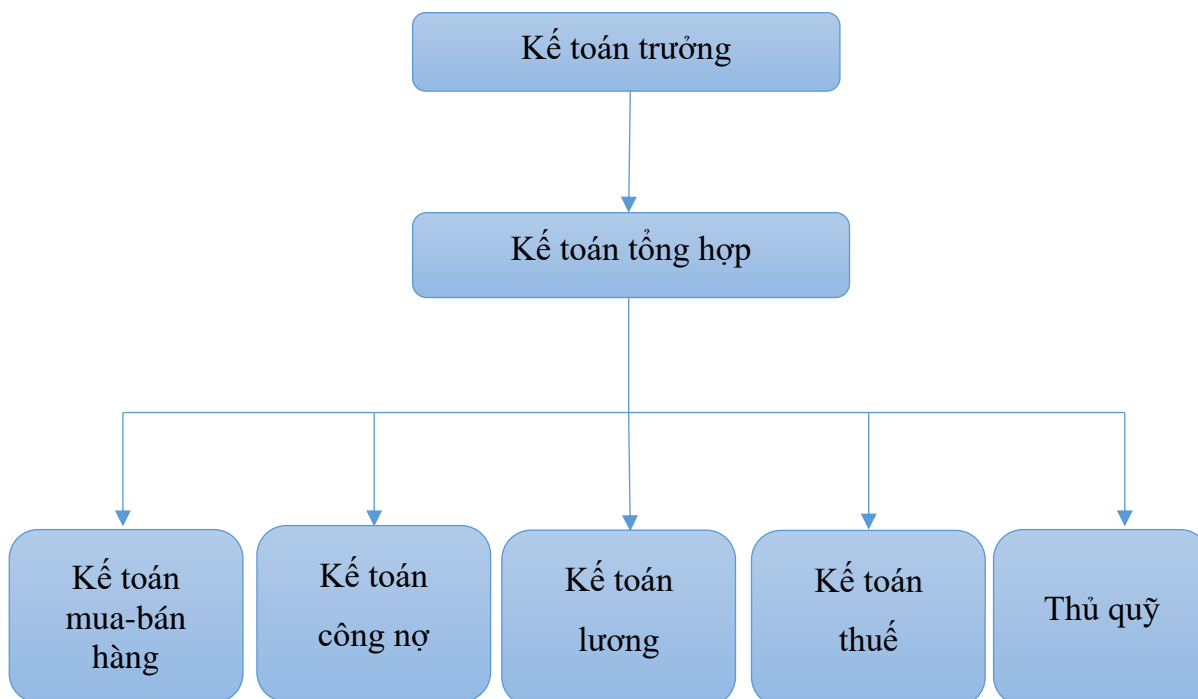 Kế toán trưởng
Kế toán tổng hợp
Kế toán
mua-bán
hàng
Kế toán
công nợ
Kế toán
lương
Kế toán
thuế
Thủ quỹ